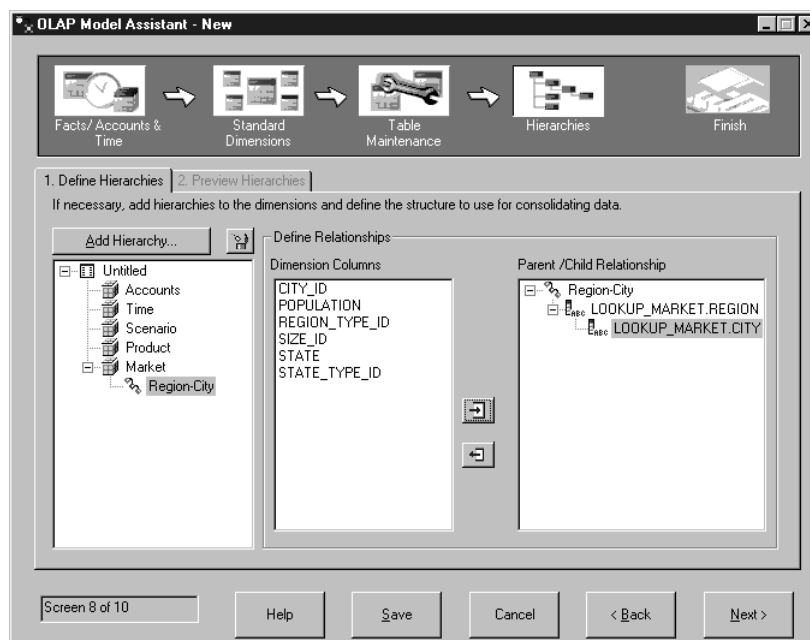 OLAP Model Assistant - New
Facts/Accounts &
Time
Standard
Dimensions
Table
Maintenance
Hierarchies
Finish
1. Define Hierarchies
2. Preview Hierarchies
If necessary, add hierarchies to the dimensions and define the structure to use for consolidating data.
Add Hierarchy...
Untitled
Accounts
Time
Scenario
Product
Market
Region-City
Define Relationships
Dimension Columns
CITY_ID
POPULATION
REGION_TYPE_ID
SIZE_ID
STATE
STATE_TYPE_ID
Parent /Child Relationship
Region-City
ABC LOOKUP_MARKET.REGION
ABC LOOKUP_MARKET.CITY
Screen 8 of 10
Help
Save
Cancel
< Back
Next >